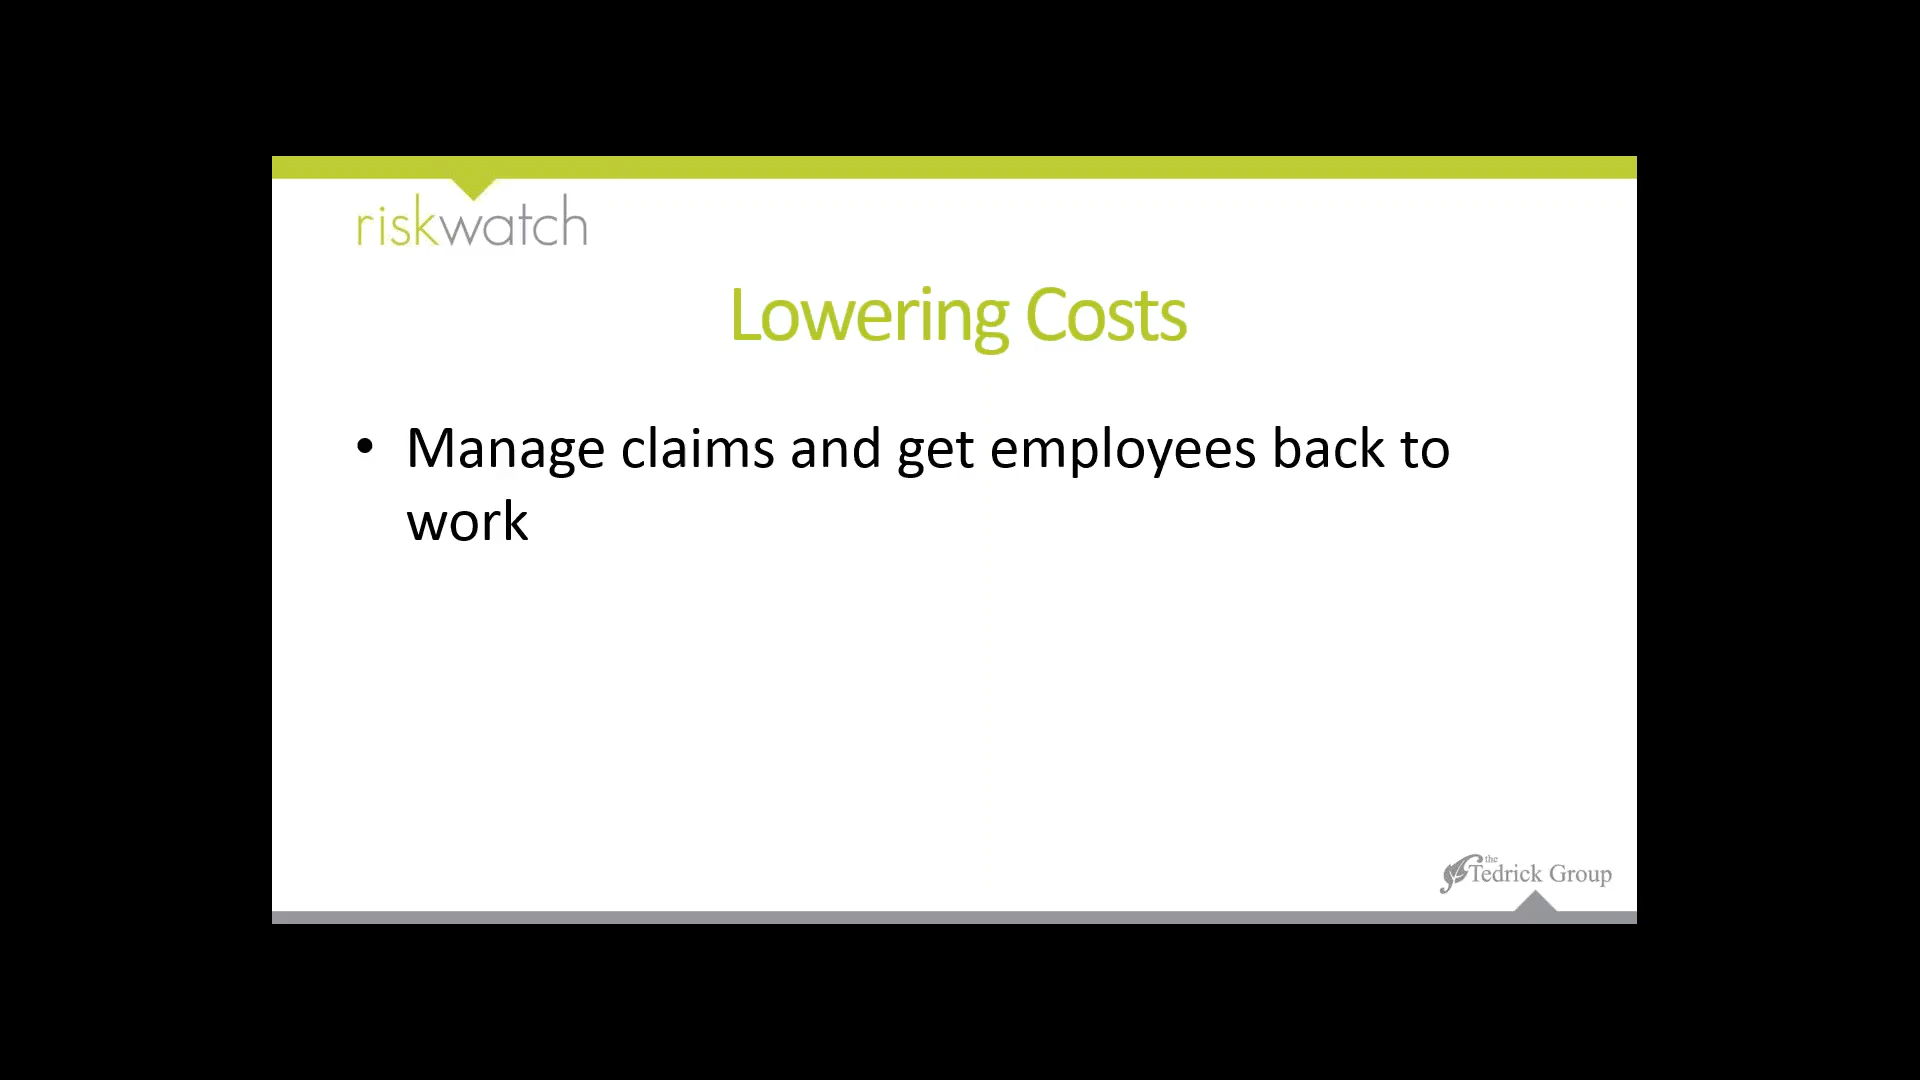 riskwatch
Lowering Costs
• Manage claims and get employees back to
work
the
Tedrick Group